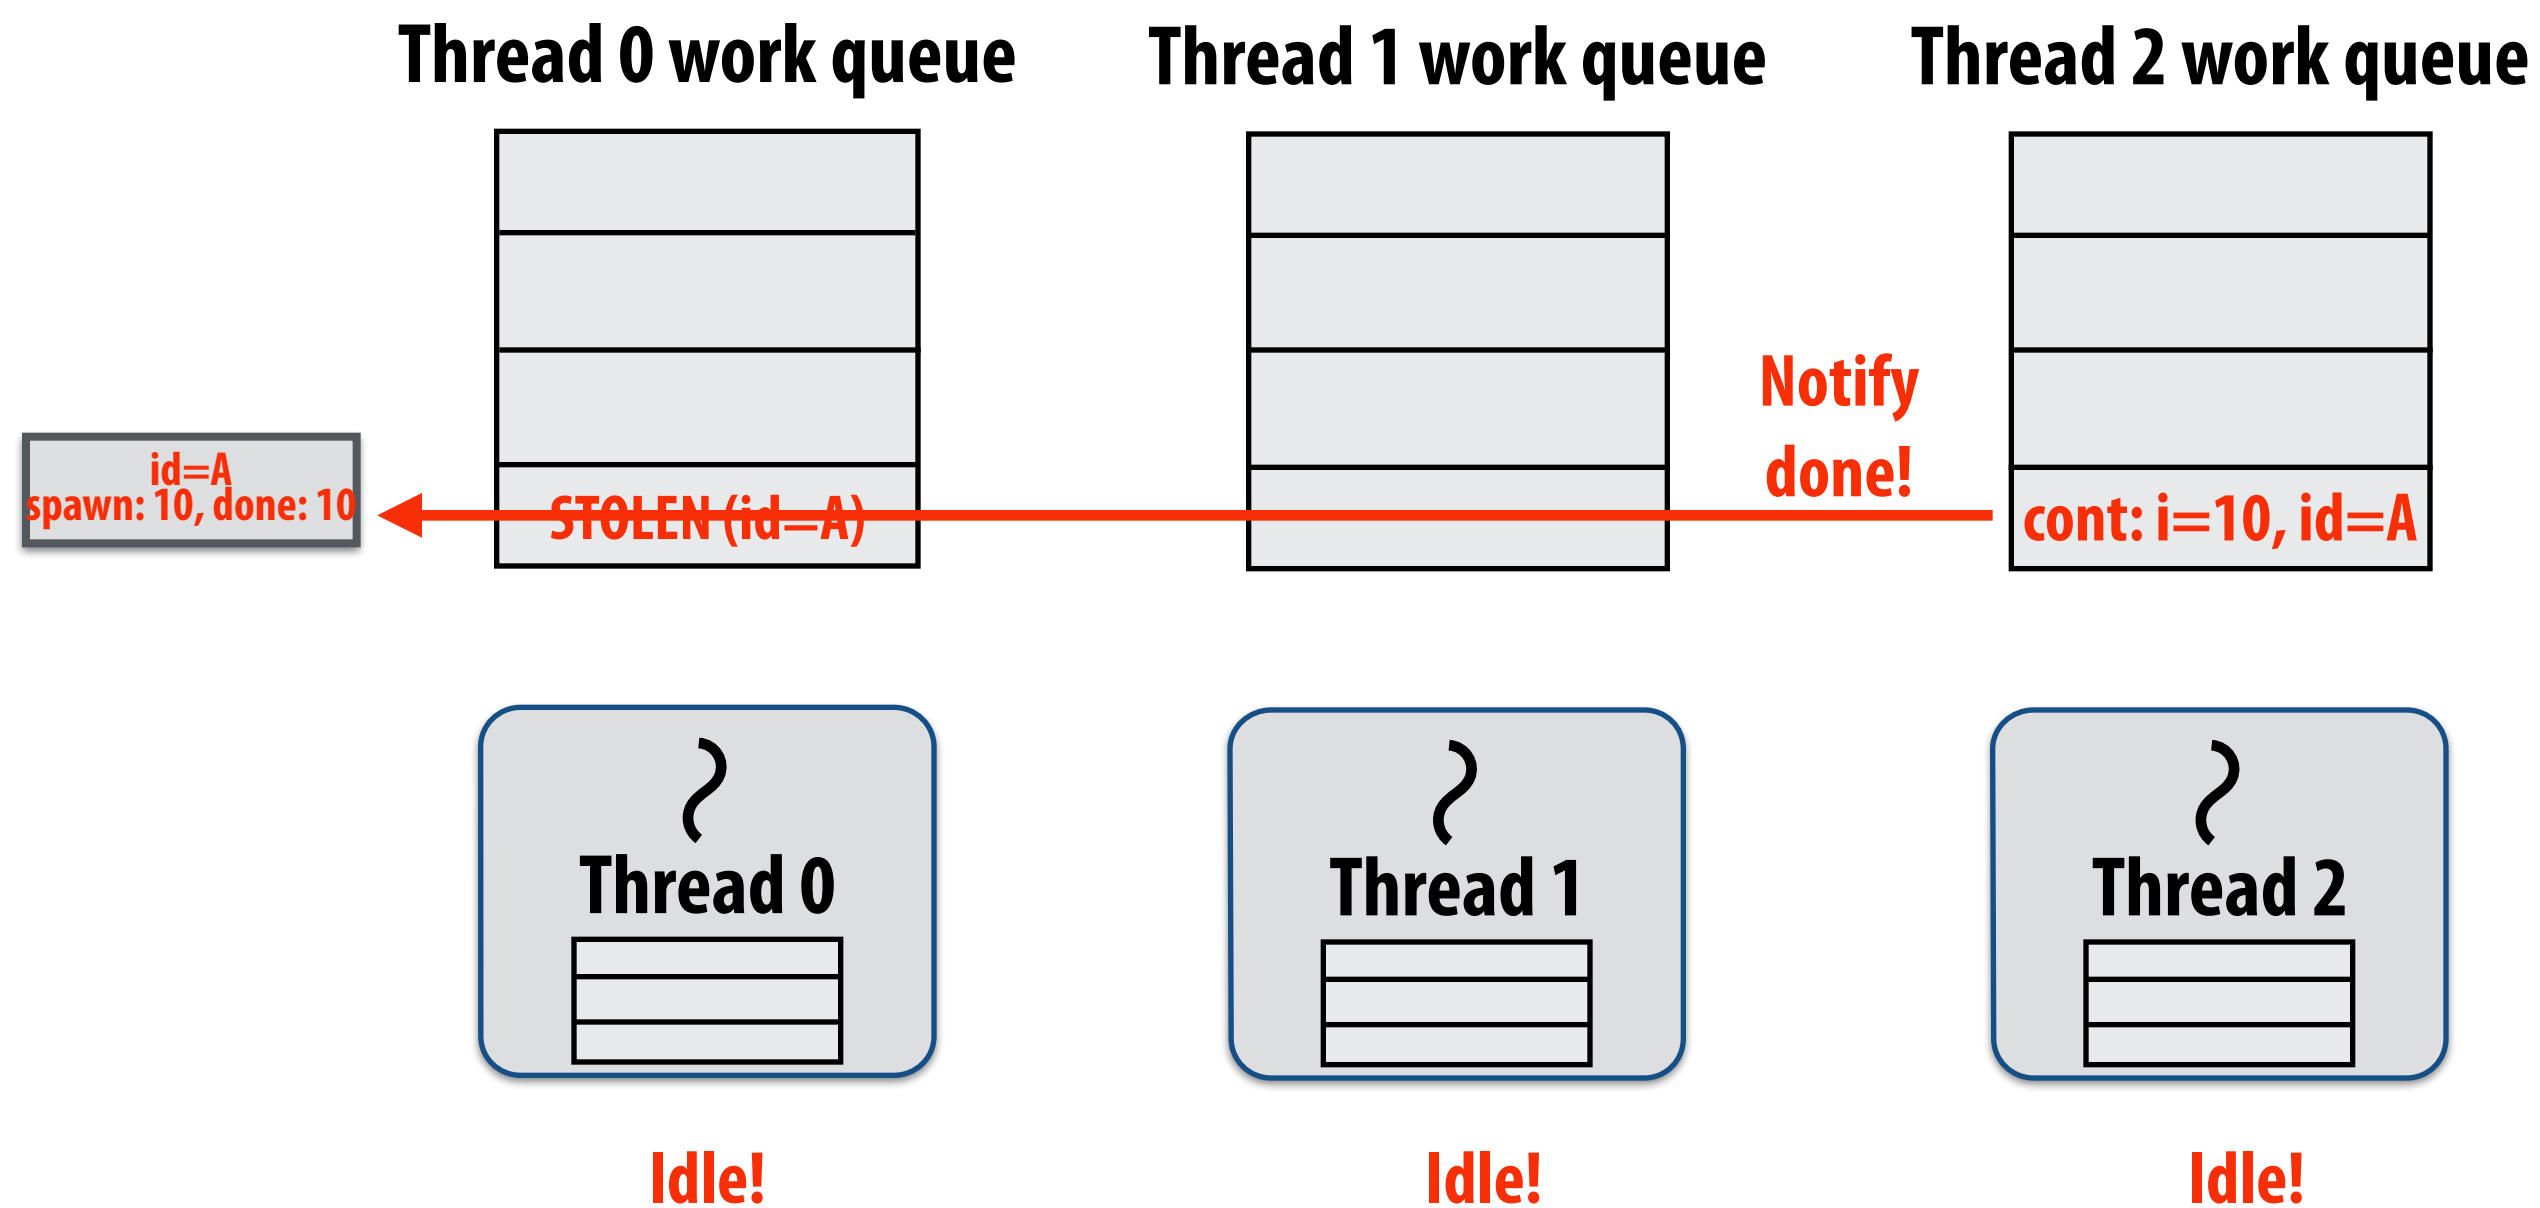 Thread 0 work queue
Thread 1 work queue
Thread 2 work queue
Notify
done!
id=A
spawn: 10, done: 10
STOLEN (id=A)
cont: i=10, id=A
Thread 0
Thread 1
Thread 2
Idle!
Idle!
Idle!